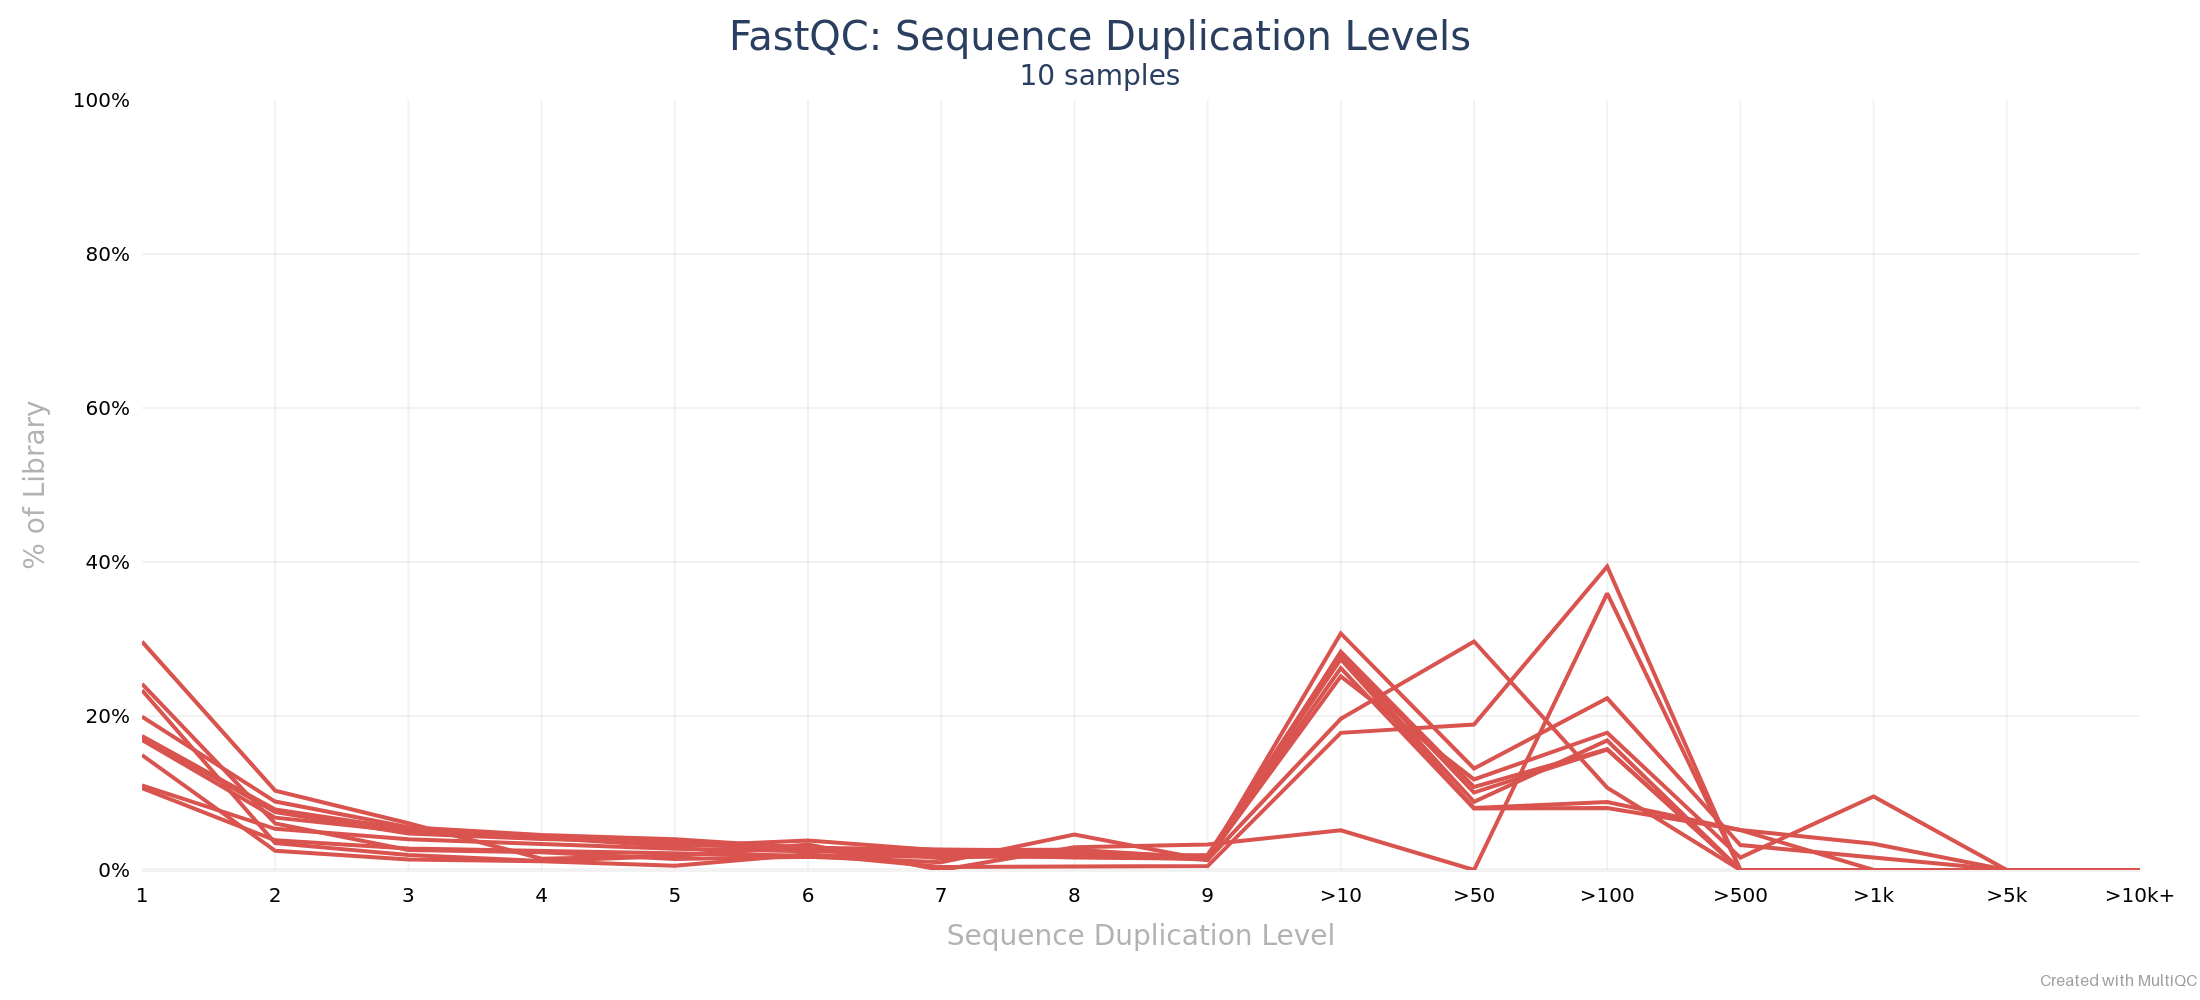 FastQC: Sequence Duplication Levels
10 samples
100%
80%
60%
40%
20%
0%
% of Library
1 2 3 4 5 6 7 8 9 >10 >50 >100 >500 >1k >5k >10k+
Sequence Duplication Level
Created with MultiQC